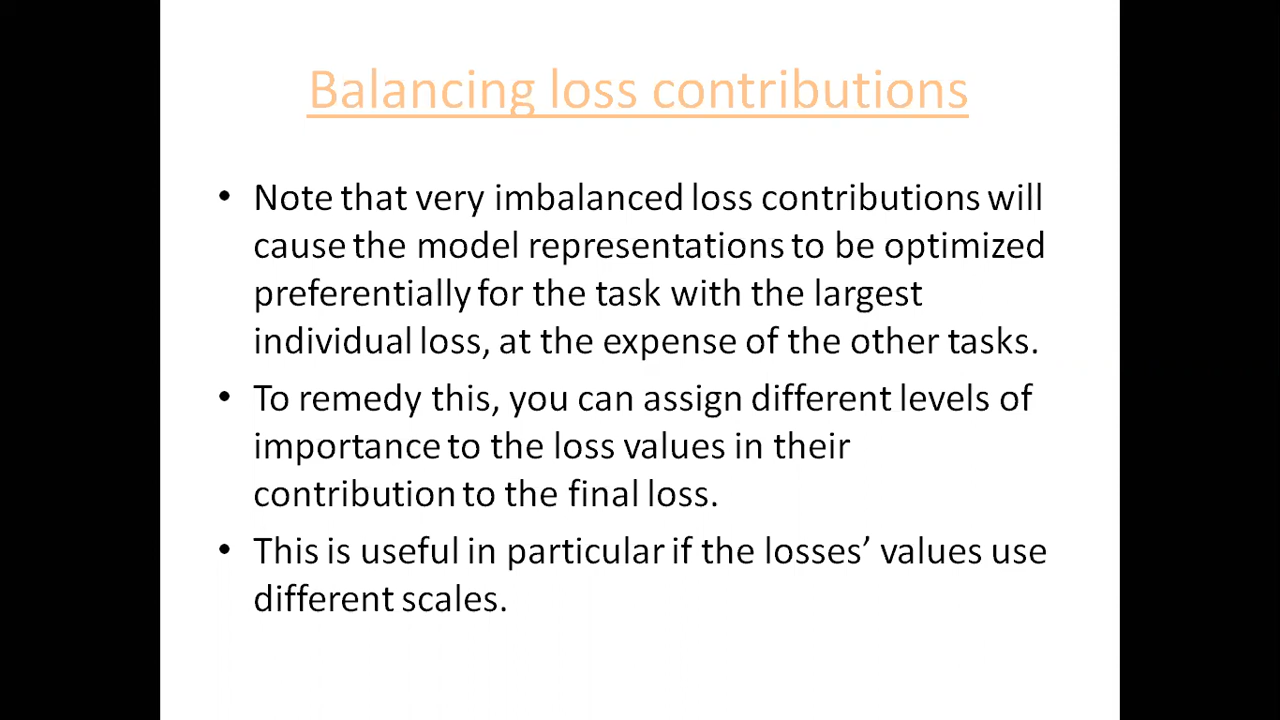 Balancing loss contributions
• Note that very imbalanced loss contributions will
cause the model representations to be optimized
preferentially for the task with the largest
individual loss, at the expense of the other tasks.
• To remedy this, you can assign different levels of
importance to the loss values in their
contribution to the final loss.
• This is useful in particular if the losses’ values use
different scales.